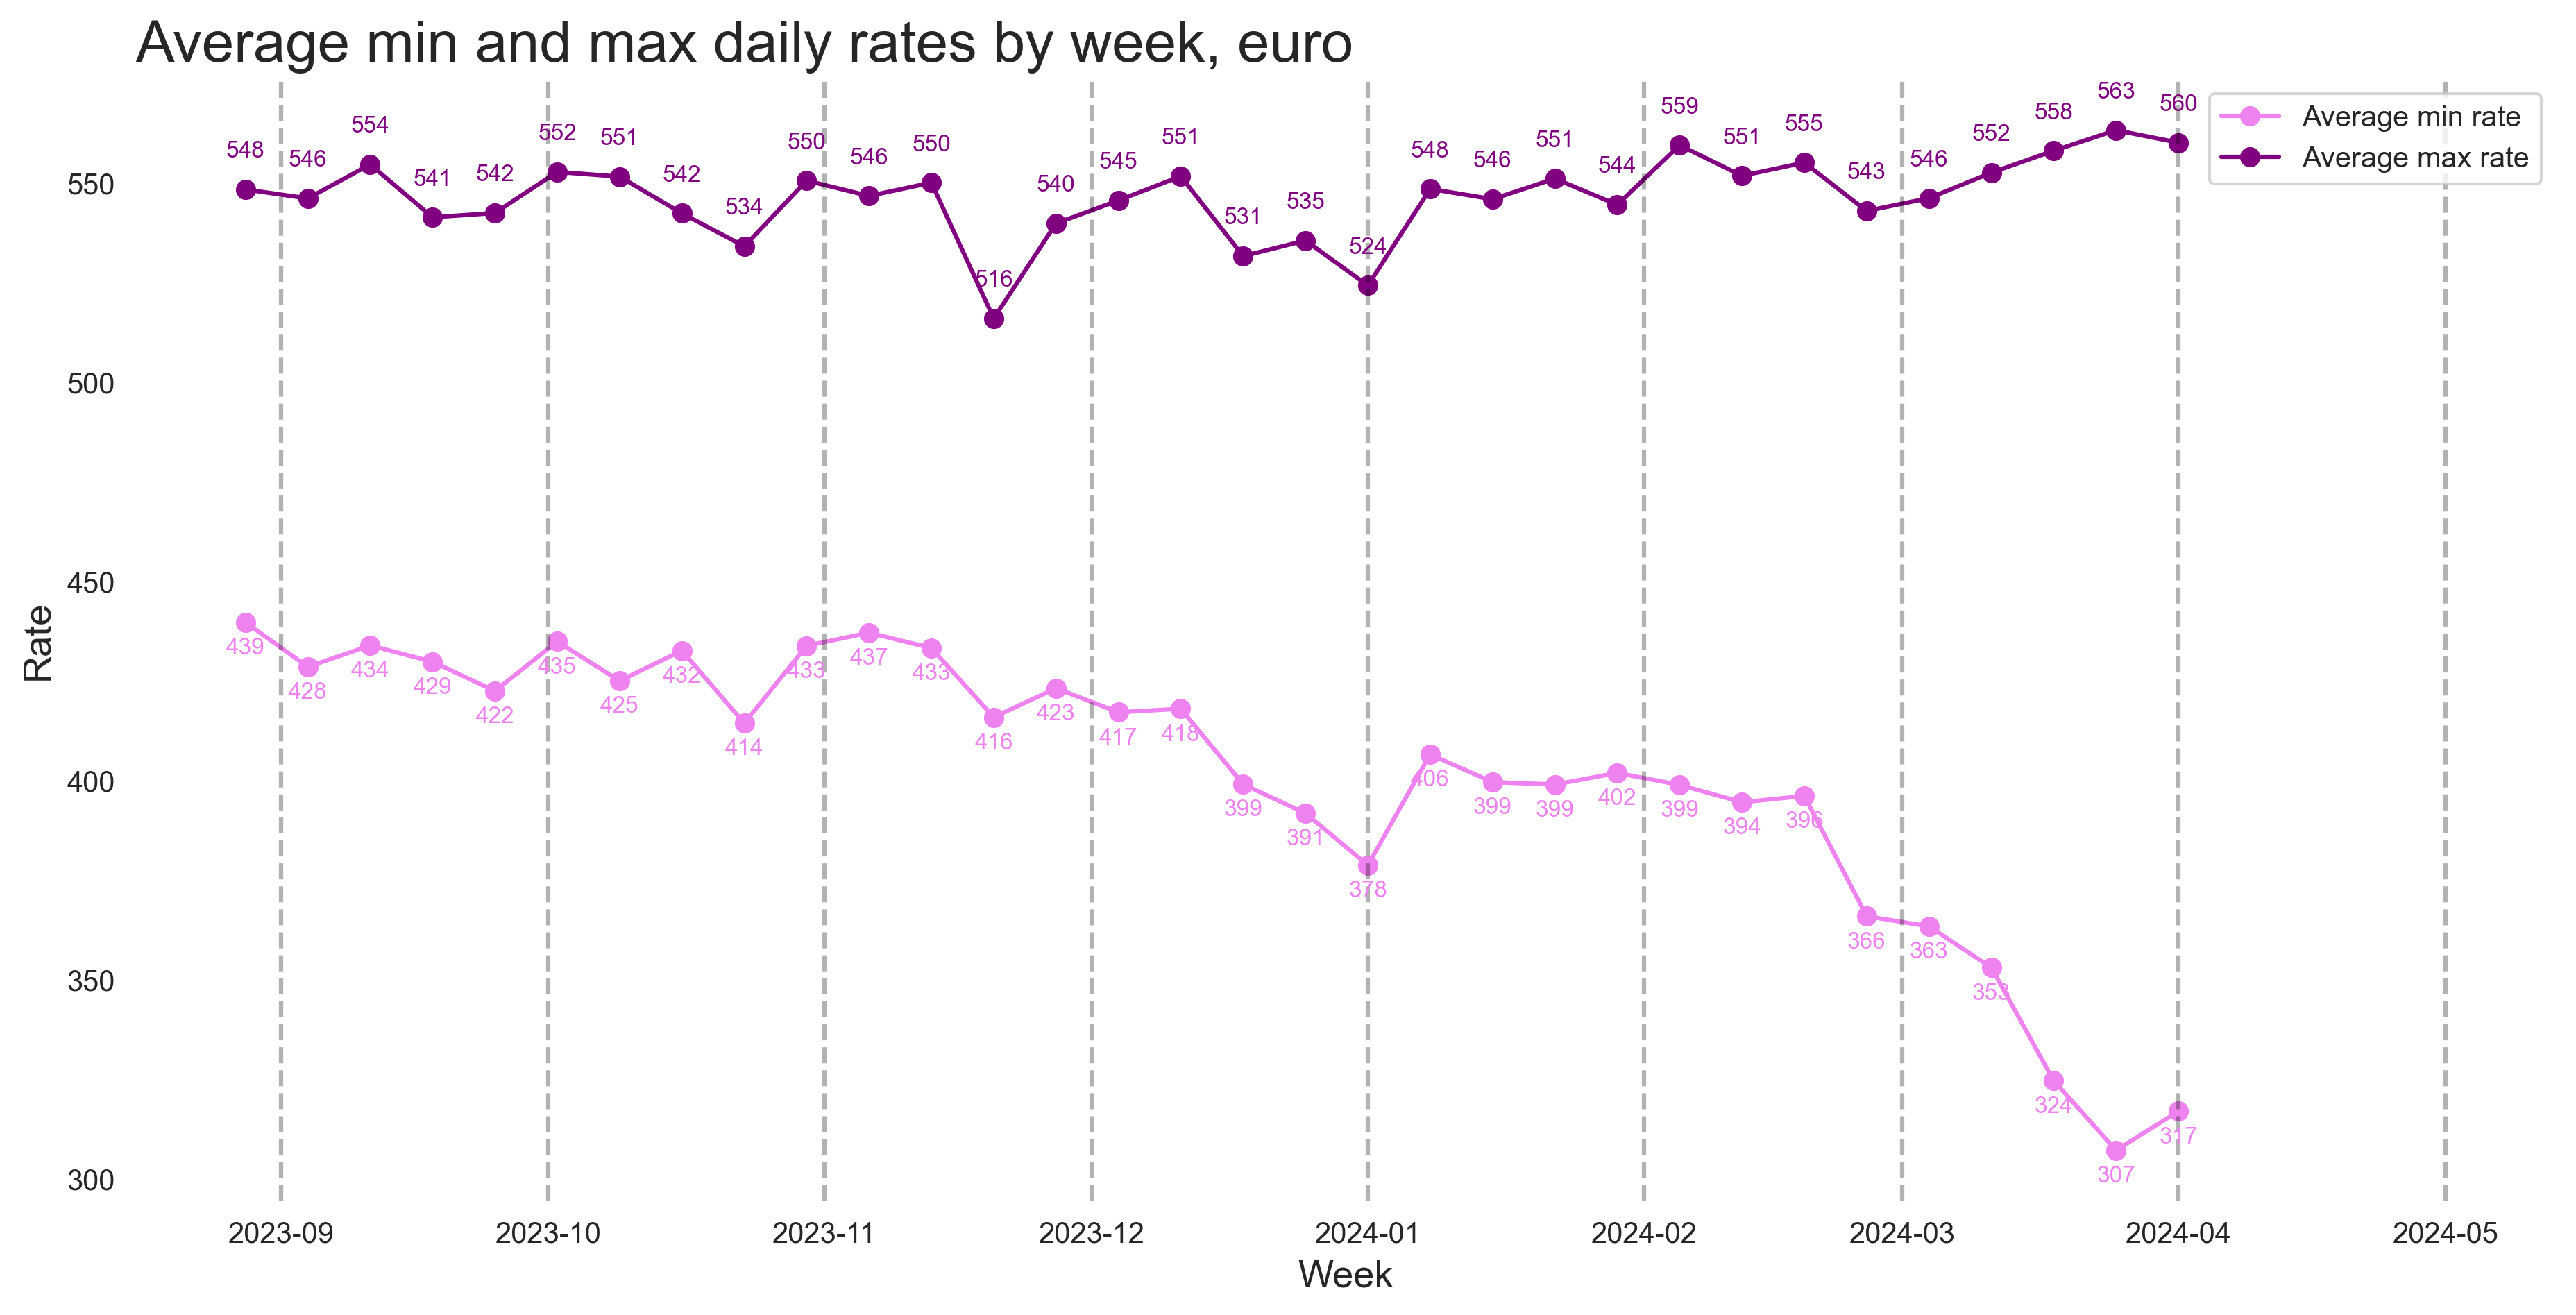 Average min and max daily rates by week, euro
Average min rate
Average max rate
548 546 554 541 542 552 551 542 534 550 546 550 516 540 545 551 531 535 524 548 546 551 544 559 551 555 543 546 552 558 563 560
439 428 434 429 422 435 425 432 414 433 437 433 416 423 417 418 399 391 378 406 399 399 402 399 394 396 366 363 353 324 307 317
550
500
450
400
350
300
Rate
2023-09 2023-10 2023-11 2023-12 2024-01 2024-02 2024-03 2024-04 2024-05
Week